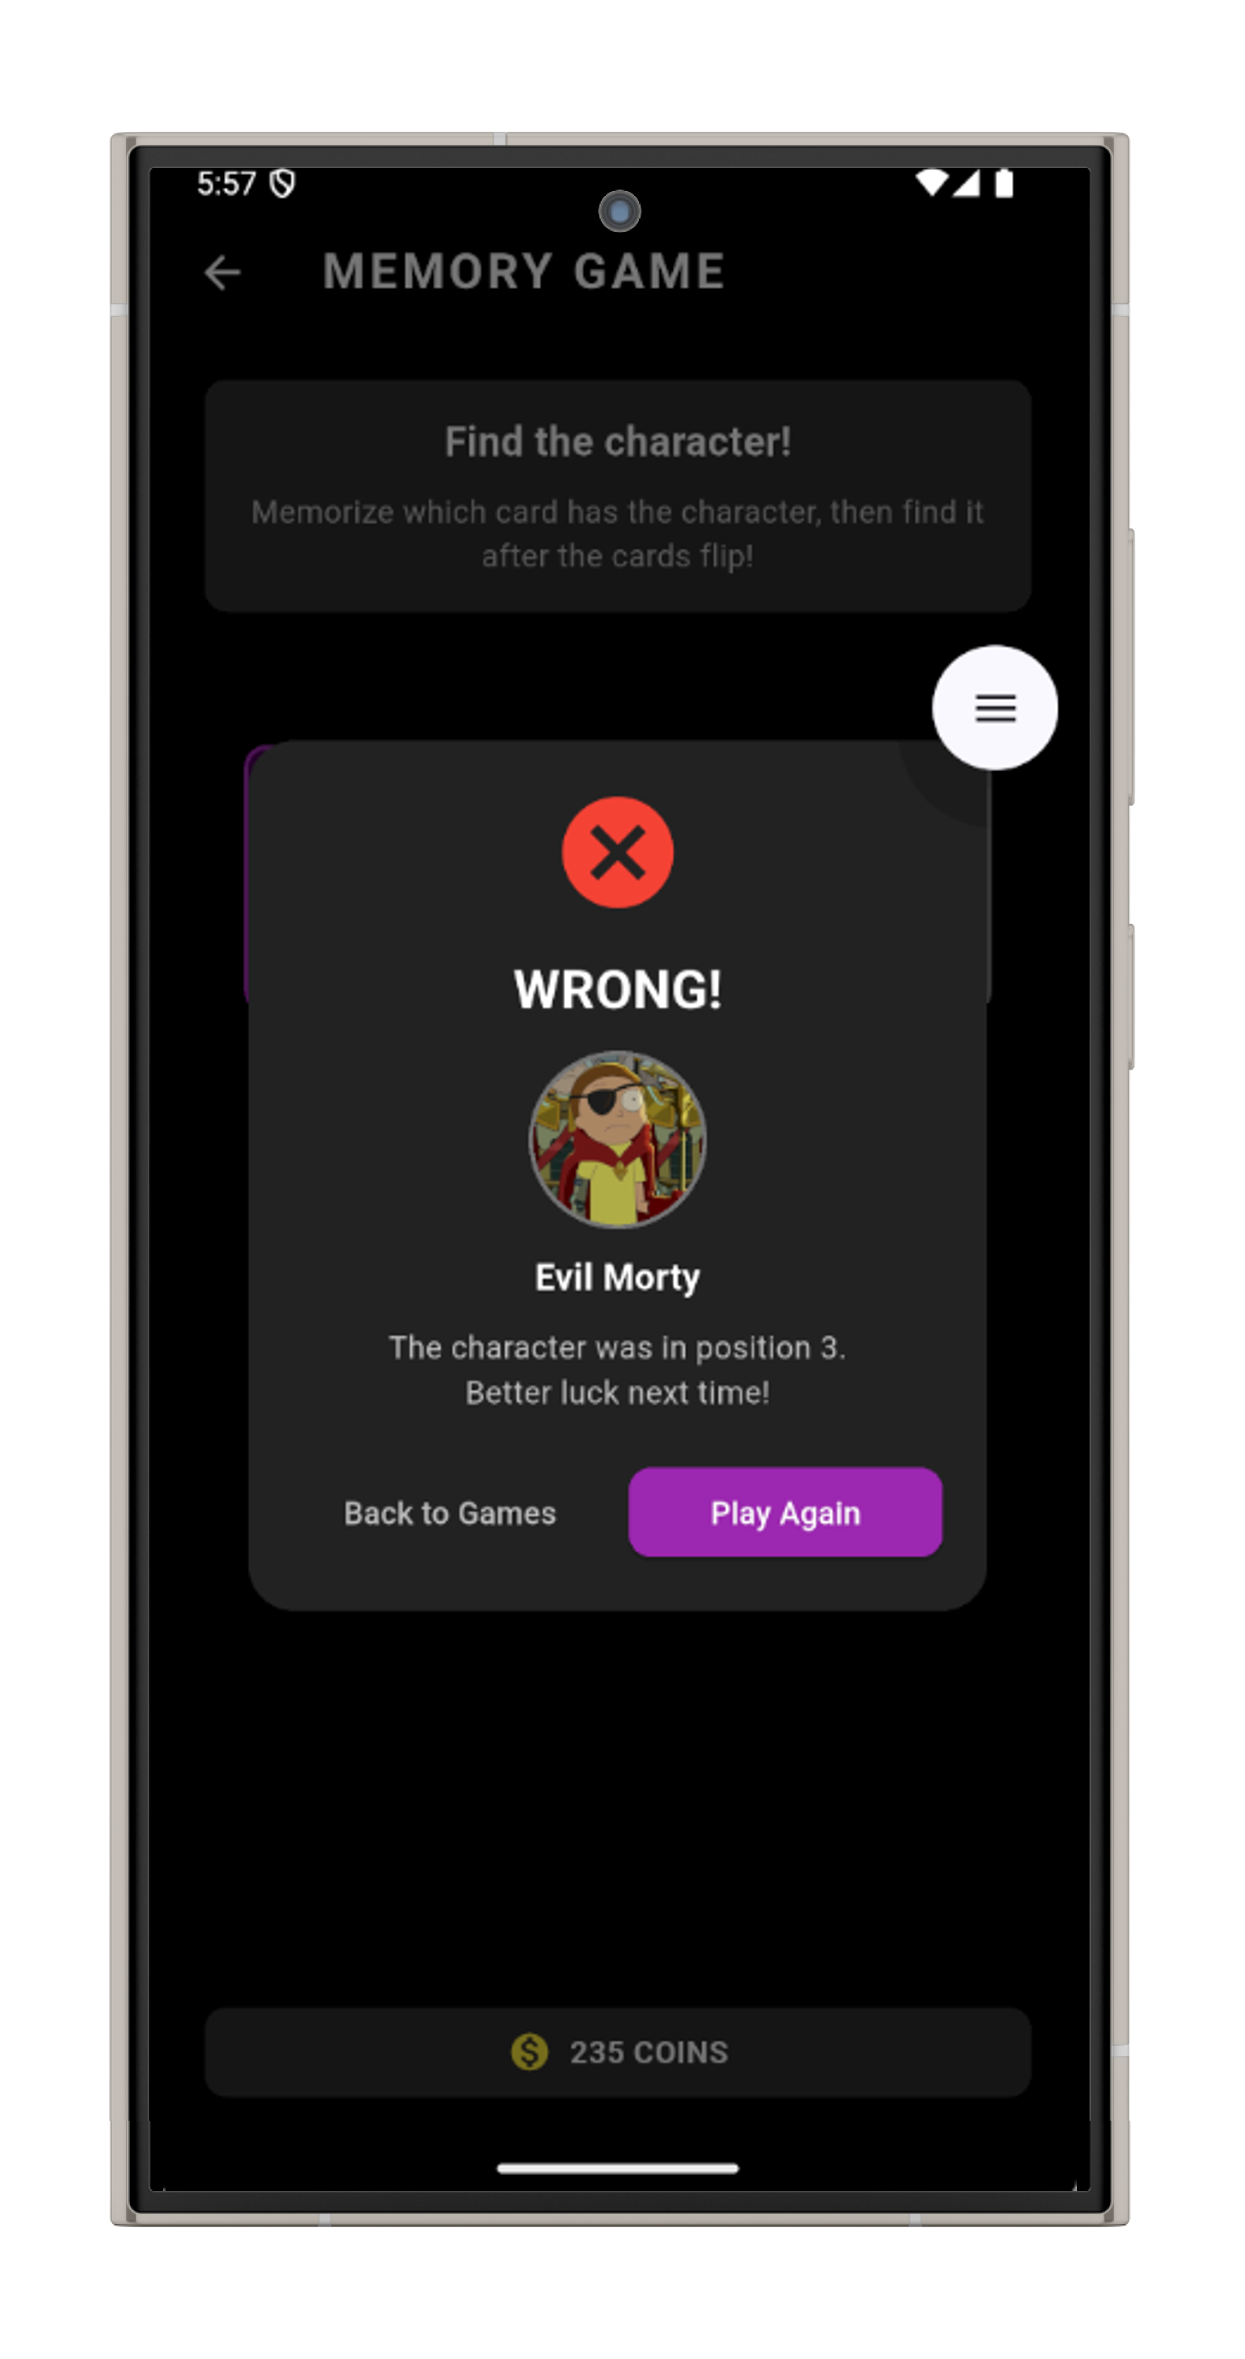 5:57
MEMORY GAME
Find the character!
Memorize which card has the character, then find it
after the cards flip!
WRONG!
Evil Morty
The character was in position 3.
Better luck next time!
Back to Games
Play Again
235 COINS